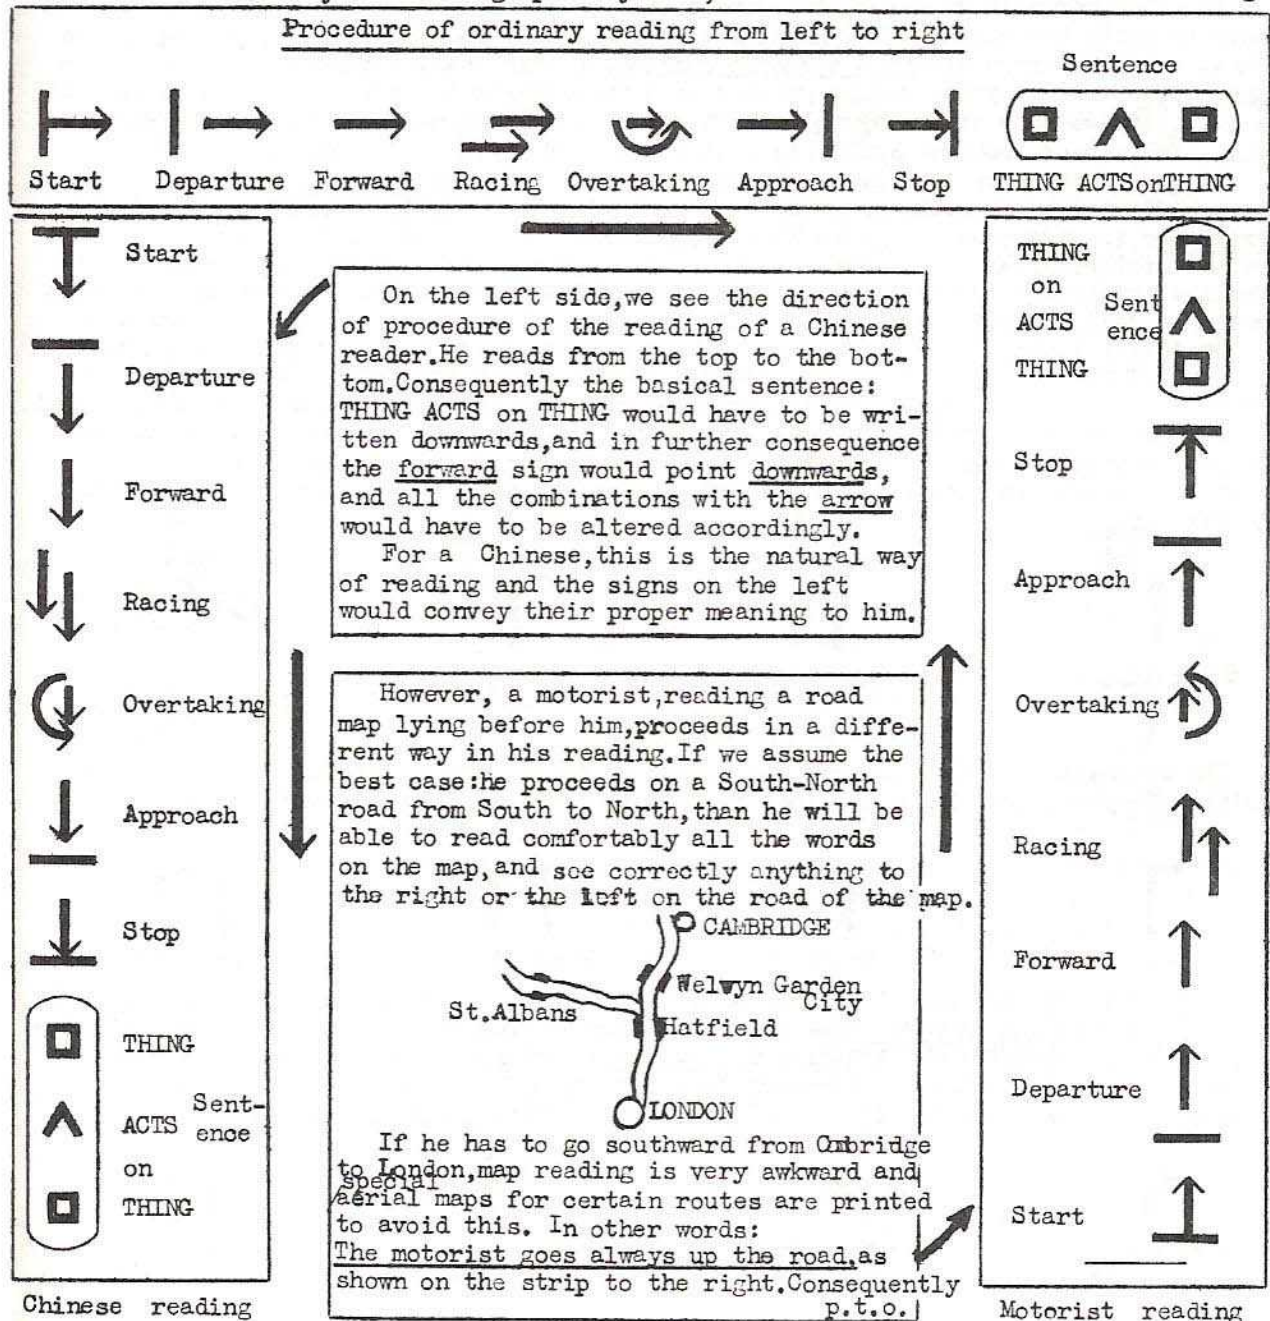 Procedure of ordinary reading from left to right
Sentence
Start Departure Forward Racing Overtaking Approach Stop THING ACTSonTHING
Start
Departure
Forward
Racing
Overtaking
Approach
Stop
THING
ACTS Sent-
ence
on
THING
Chinese reading
On the left side,we see the direction
of procedure of the reading of a Chinese
reader.He reads from the top to the bot-
tom.Consequently the basical sentence:
THING ACTS on THING would have to be wri-
tten downwards,and in further consequence
the forward sign would point downwards,
and all the combinations with the arrow
would have to be altered accordingly.
For a Chinese,this is the natural way
of reading and the signs on the left
would convey their proper meaning to him.
However, a motorist,reading a road
map lying before him,proceeds in a diffe-
rent way in his reading.If we assume the
best case:he proceeds on a South-North
road from South to North,than he will be
able to read comfortably all the words
on the map,and see correctly anything to
the right or the left on the road of the map.
CAMBRIDGE
Welwyn Garden
City
St.Albans
Hatfield
LONDON
If he has to go southward from Cmbridge
to London,map reading is very awkward and
special
aerial maps for certain routes are printed
to avoid this. In other words:
The motorist goes always up the road,as
shown on the strip to the right.Consequently
p.t.o.
THING
on
ACTS Sent
ence
THING
Stop
Approach
Overtaking
Racing
Forward
Departure
Start
Motorist reading